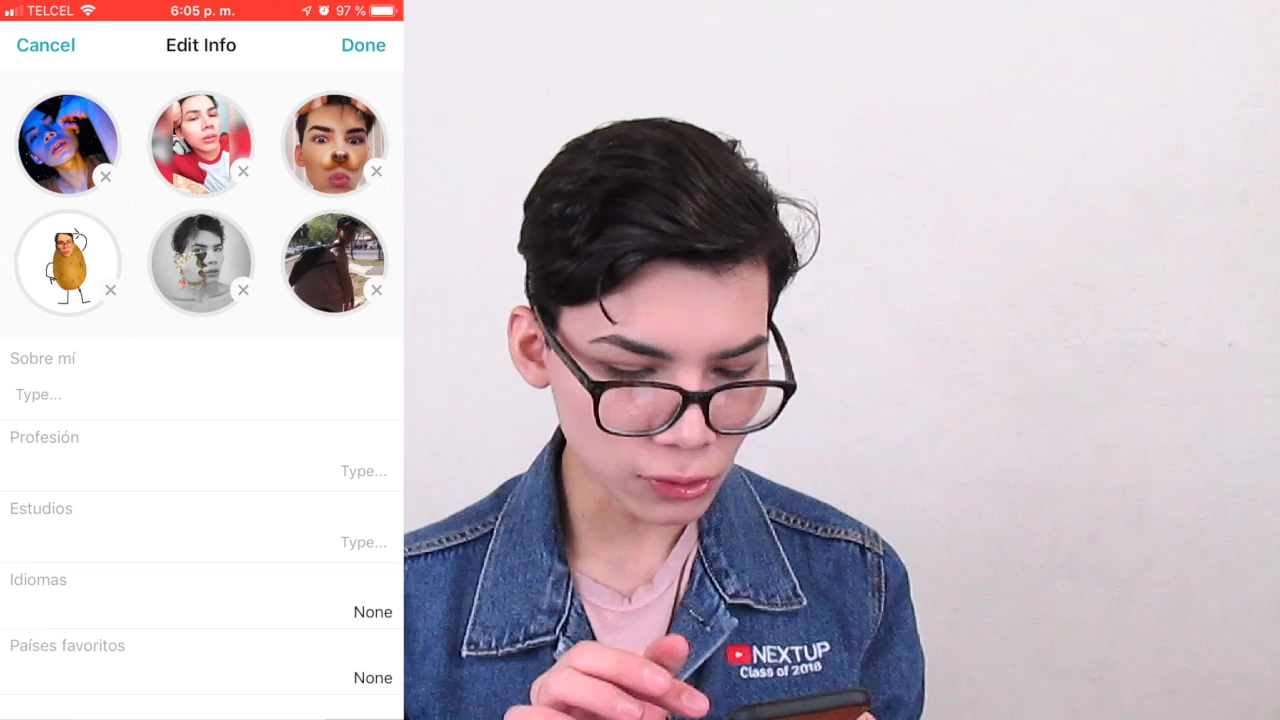 TELCEL 6:05 p. m. 97 %
Cancel Edit Info Done
Sobre mí
Type...
Profesión
Type...
Estudios
Type...
Idiomas
None
Países favoritos
None
NEXTUP
Class of 2018